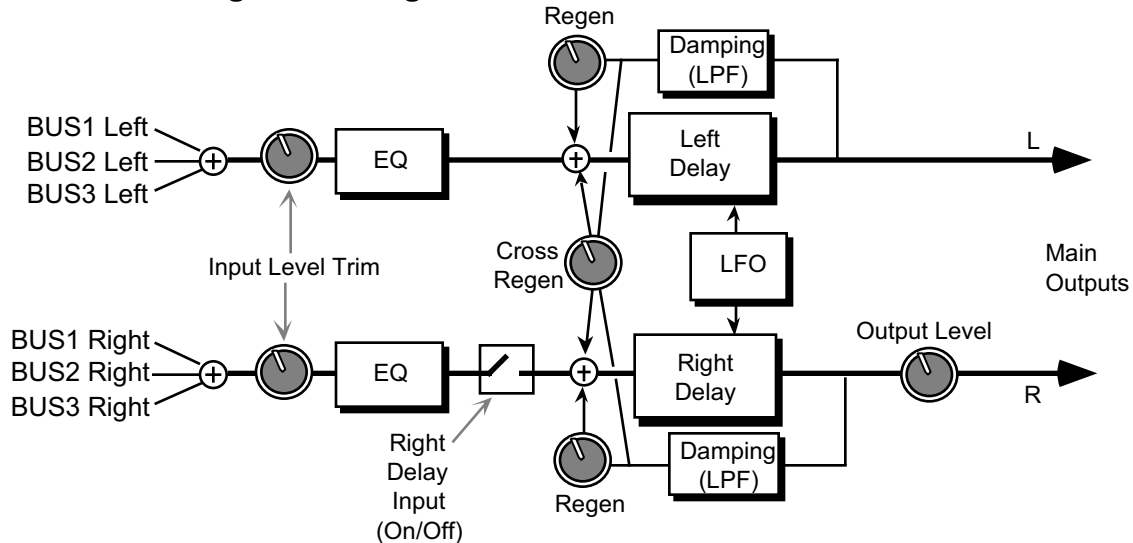 Regen
Damping
(LPF)
BUS1 Left
BUS2 Left
BUS3 Left
+
EQ
+
Left
Delay
L
Input Level Trim
Cross
Regen
LFO
Main
Outputs
BUS1 Right
BUS2 Right
BUS3 Right
+
EQ
+
Right
Delay
Output Level
R
Right
Delay
Input
(On/Off)
Regen
Damping
(LPF)